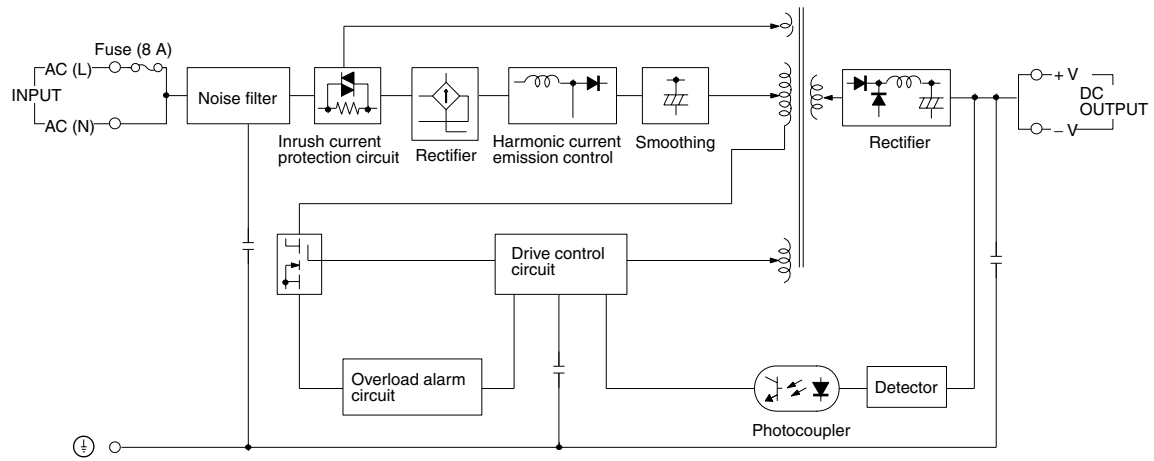 Fuse (8 A)
AC (L)
INPUT
AC (N)
Noise filter
Inrush current
protection circuit
Rectifier
Harmonic current
emission control
Smoothing
Rectifier
+ V
DC
OUTPUT
– V
Drive control
circuit
Overload alarm
circuit
Detector
Photocoupler